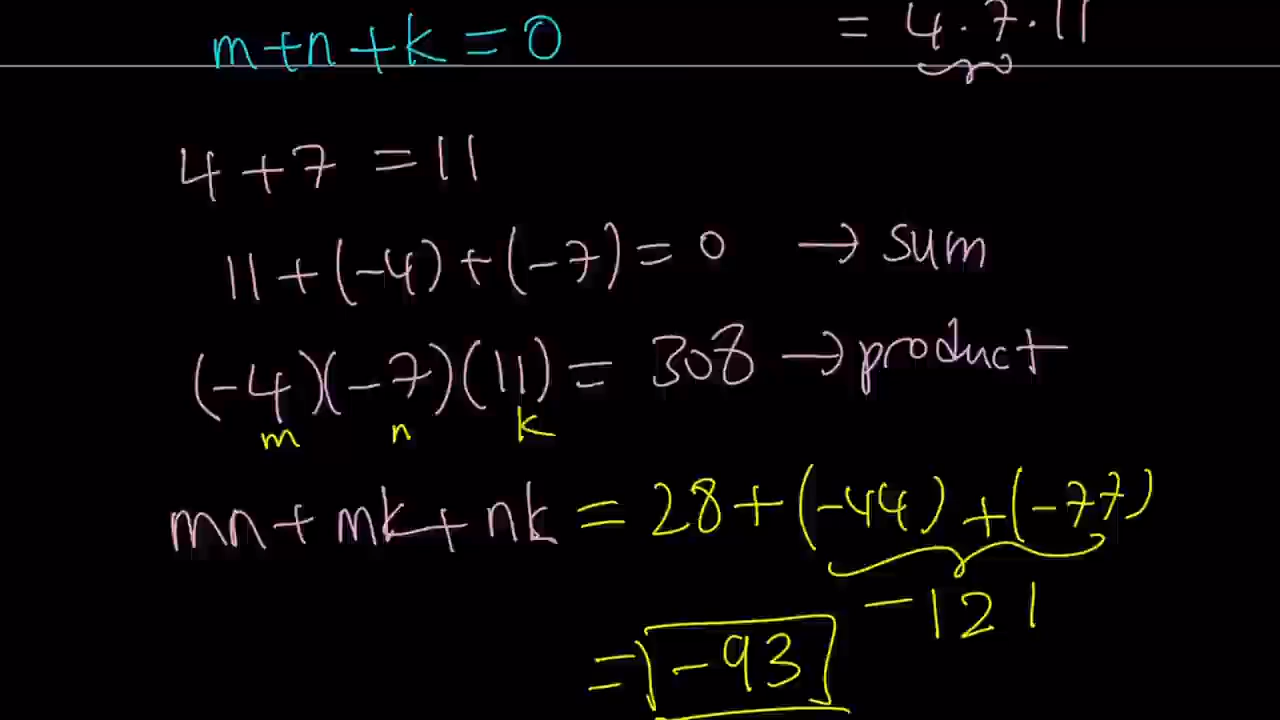 m+n+k=0
= 4·7·11
4+7 = 11
11+(-4)+(-7)=0 → sum
(-4)(-7)(11)= 308 → product
m n k
mn+mk+nk = 28+(-44)+(-77)
-121
= -93